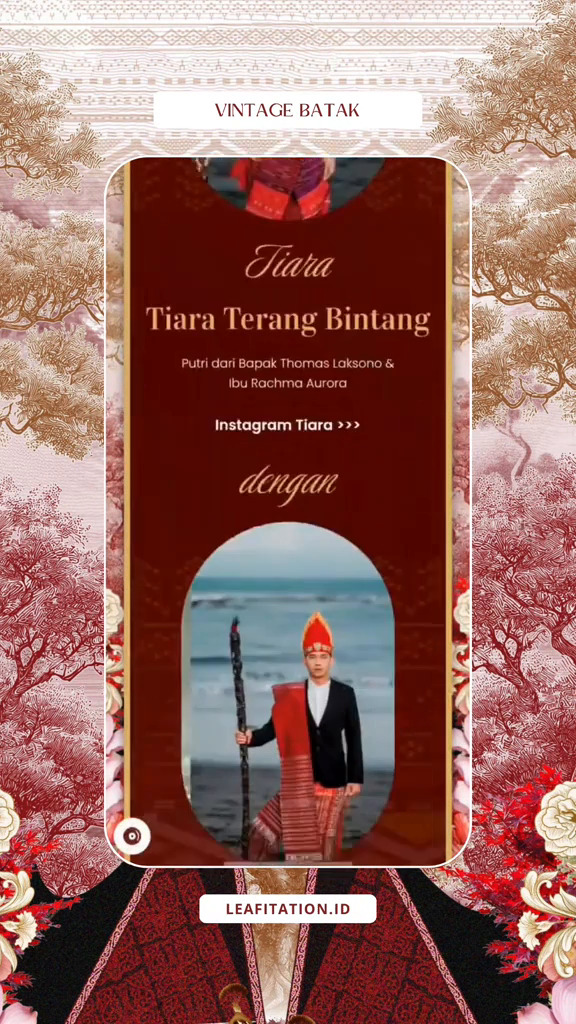 VINTAGE BATAK
Tiara
Tiara Terang Bintang
Putri dari Bapak Thomas Laksono &
Ibu Rachma Aurora
Instagram Tiara >>>
dengan
LEAFITATION.ID